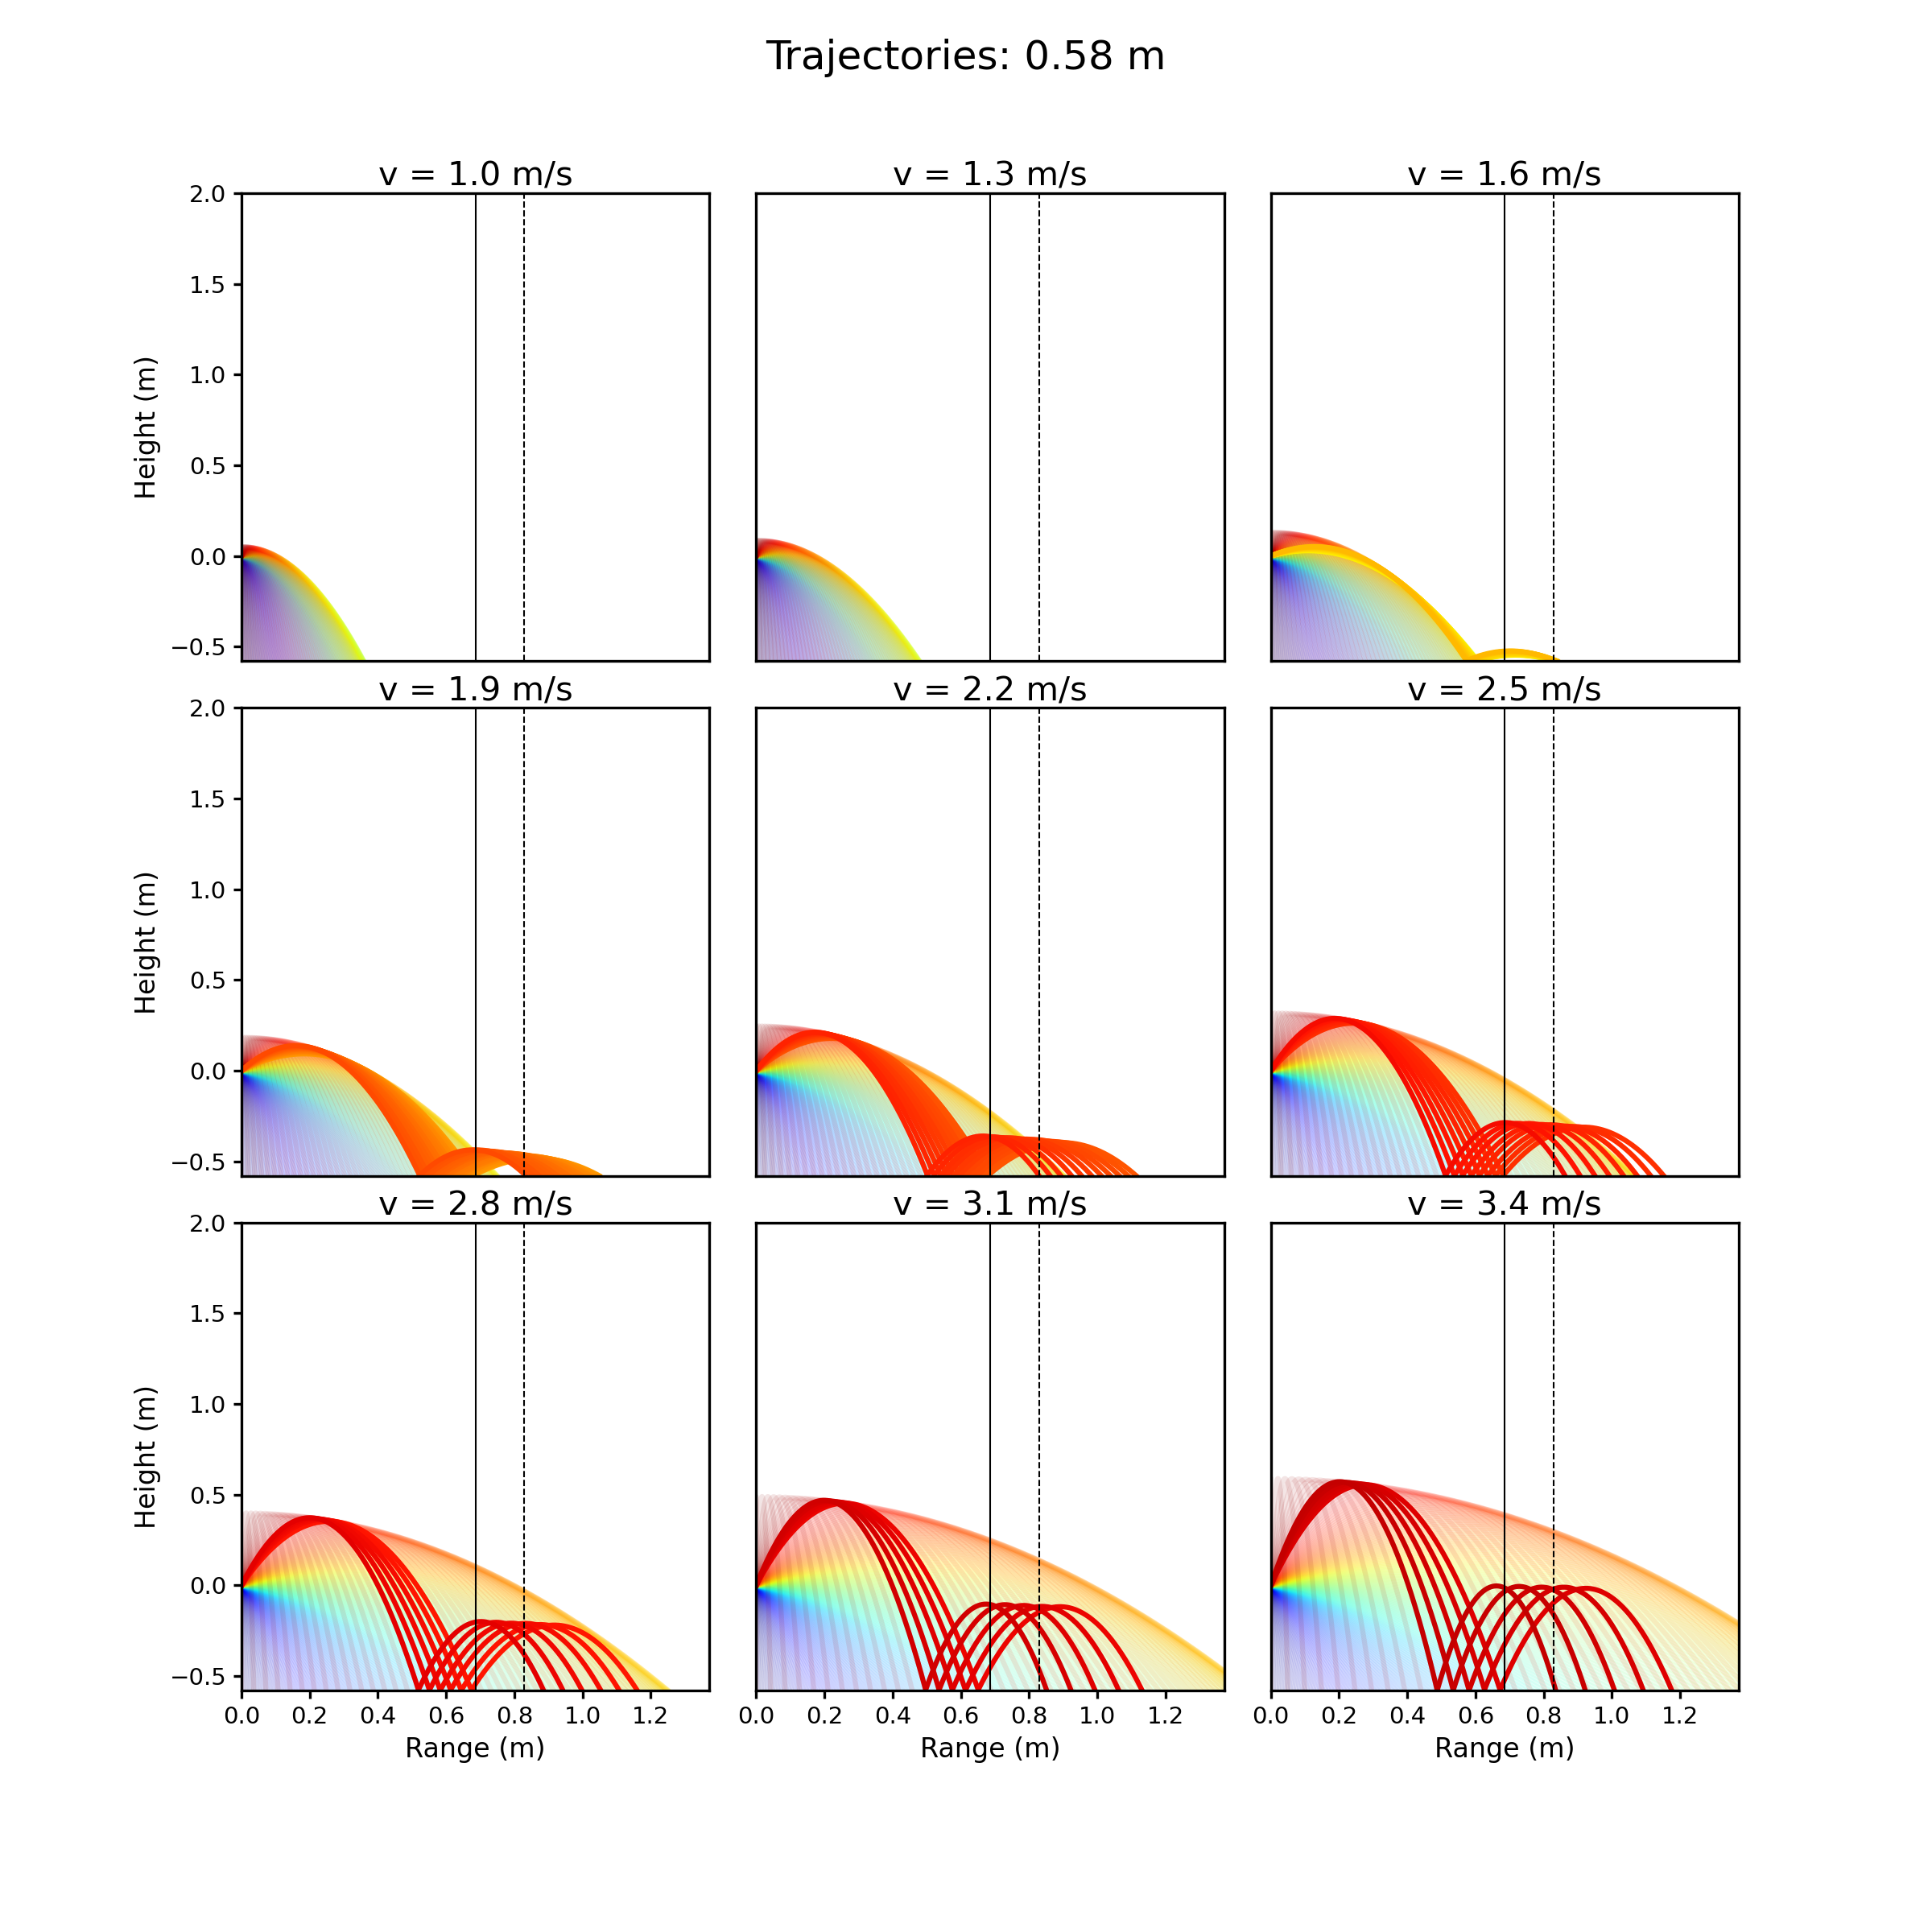 Trajectories: 0.58 m
v = 1.0 m/s
v = 1.3 m/s
v = 1.6 m/s
2.0
1.5
1.0
0.5
0.0
−0.5
Height (m)
v = 1.9 m/s
v = 2.2 m/s
v = 2.5 m/s
2.0
1.5
1.0
0.5
0.0
−0.5
Height (m)
v = 2.8 m/s
v = 3.1 m/s
v = 3.4 m/s
2.0
1.5
1.0
0.5
0.0
−0.5
Height (m)
0.0 0.2 0.4 0.6 0.8 1.0 1.2
0.0 0.2 0.4 0.6 0.8 1.0 1.2
0.0 0.2 0.4 0.6 0.8 1.0 1.2
Range (m)
Range (m)
Range (m)